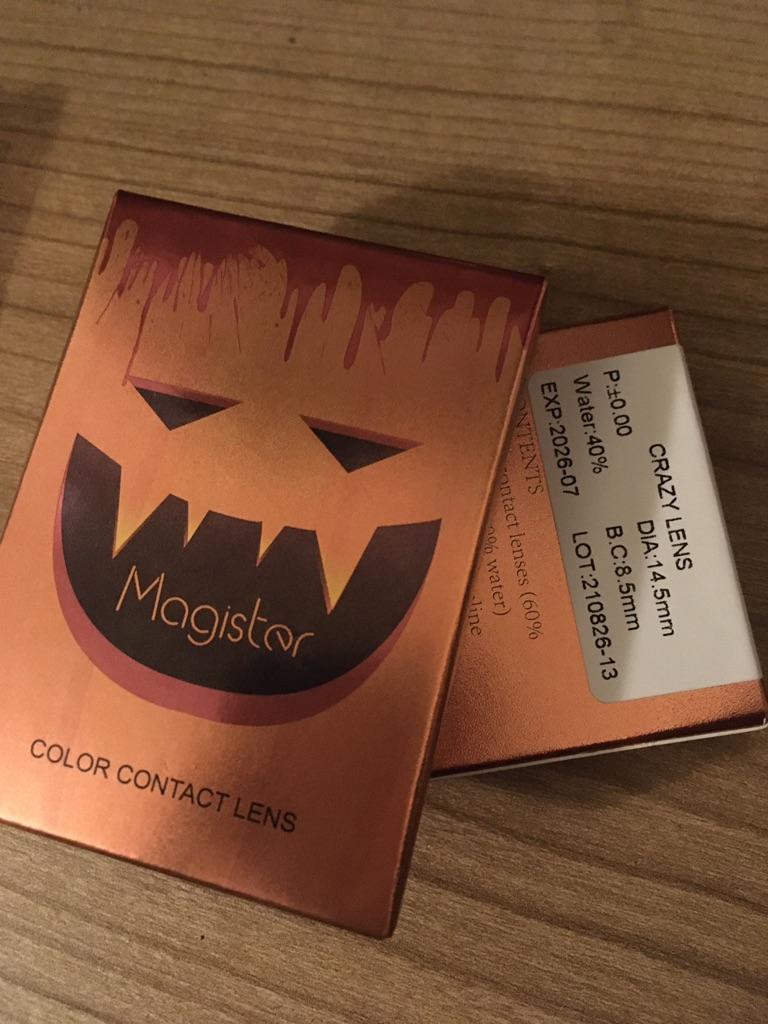 Magister
COLOR CONTACT LENS
CRAZY LENS
P:±0.00 DIA:14.5mm
Water:40% B.C:8.5mm
EXP:2026-07 LOT:210826-13
contact lenses (60%
water)